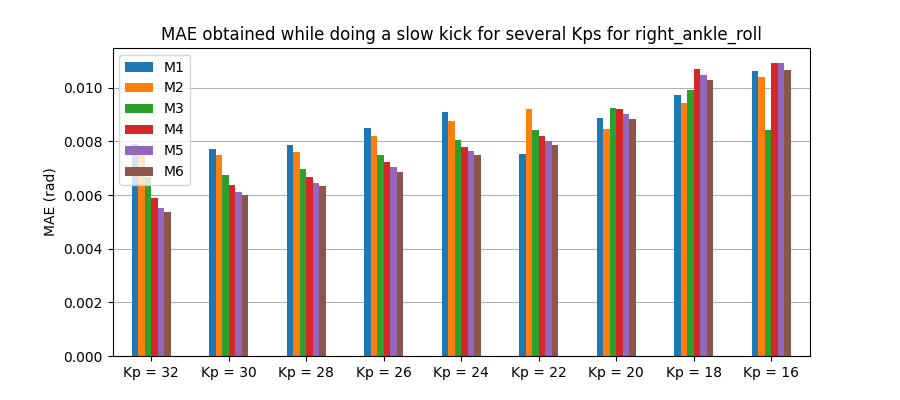 MAE obtained while doing a slow kick for several Kps for right_ankle_roll
M1
M2
M3
M4
M5
M6
MAE (rad)
0.010
0.008
0.006
0.004
0.002
0.000
Kp = 32 Kp = 30 Kp = 28 Kp = 26 Kp = 24 Kp = 22 Kp = 20 Kp = 18 Kp = 16